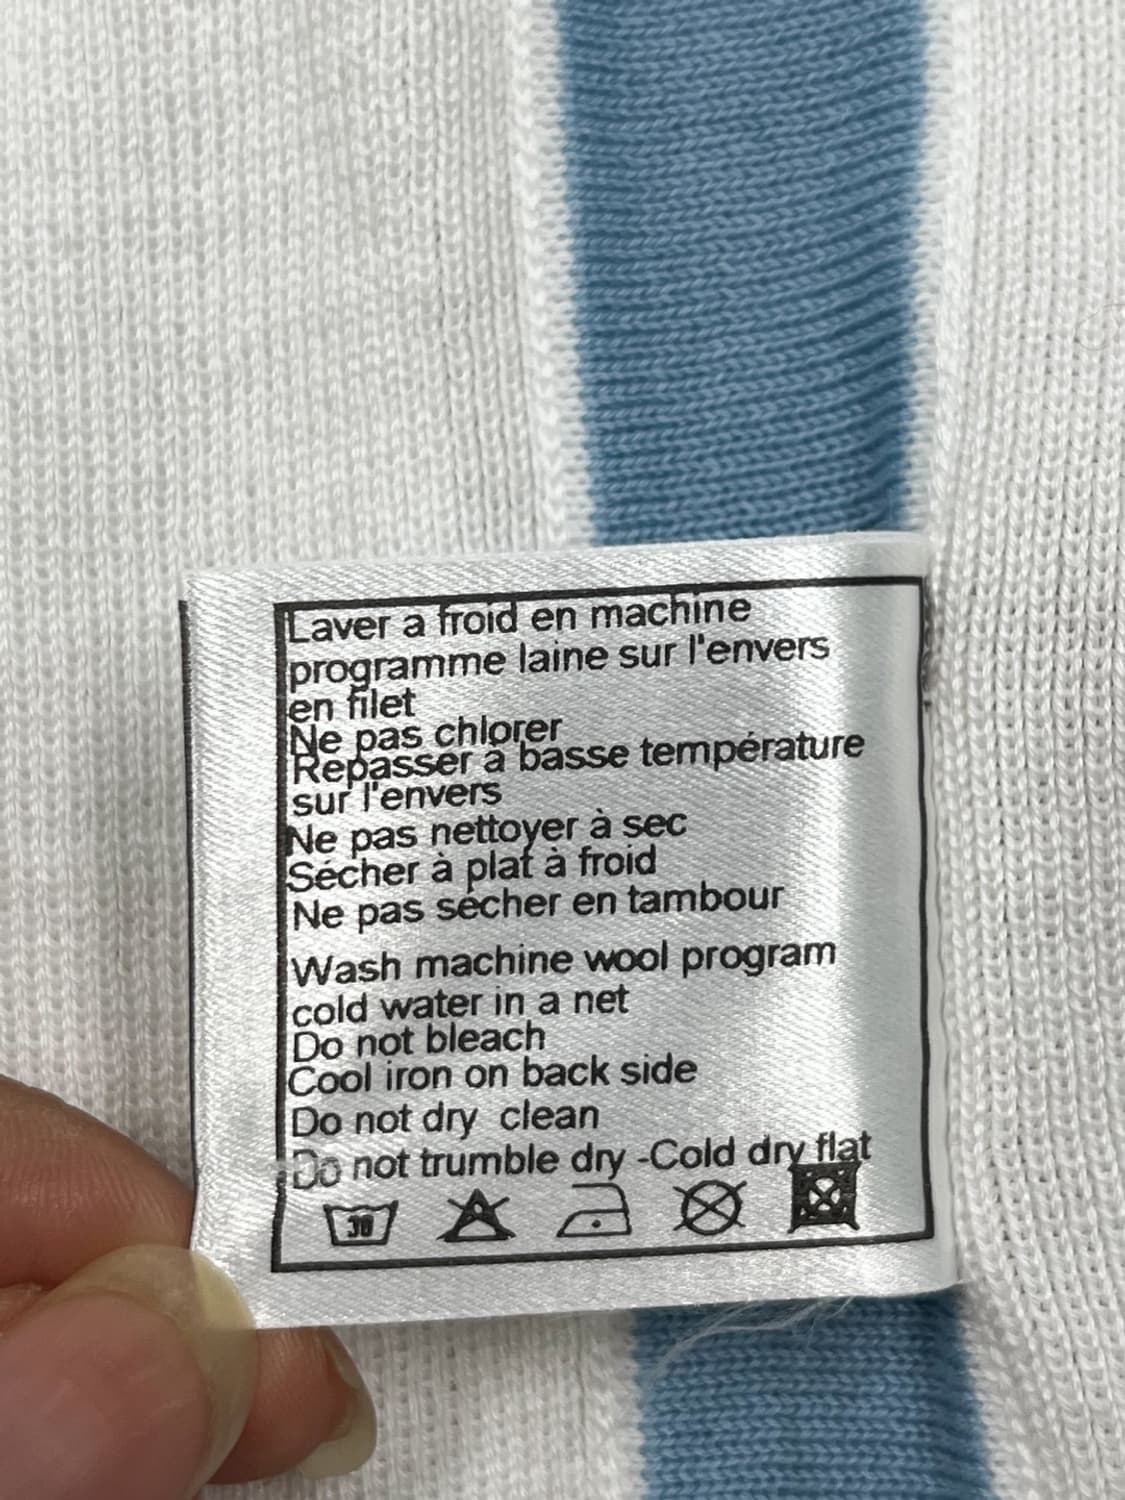 Laver a froid en machine
programme laine sur l'envers
en filet
Ne pas chlorer
Repasser à basse température
sur l'envers
Ne pas nettoyer à sec
Sécher à plat à froid
Ne pas sécher en tambour
Wash machine wool program
cold water in a net
Do not bleach
Cool iron on back side
Do not dry clean
Do not trumble dry -Cold dry flat
30